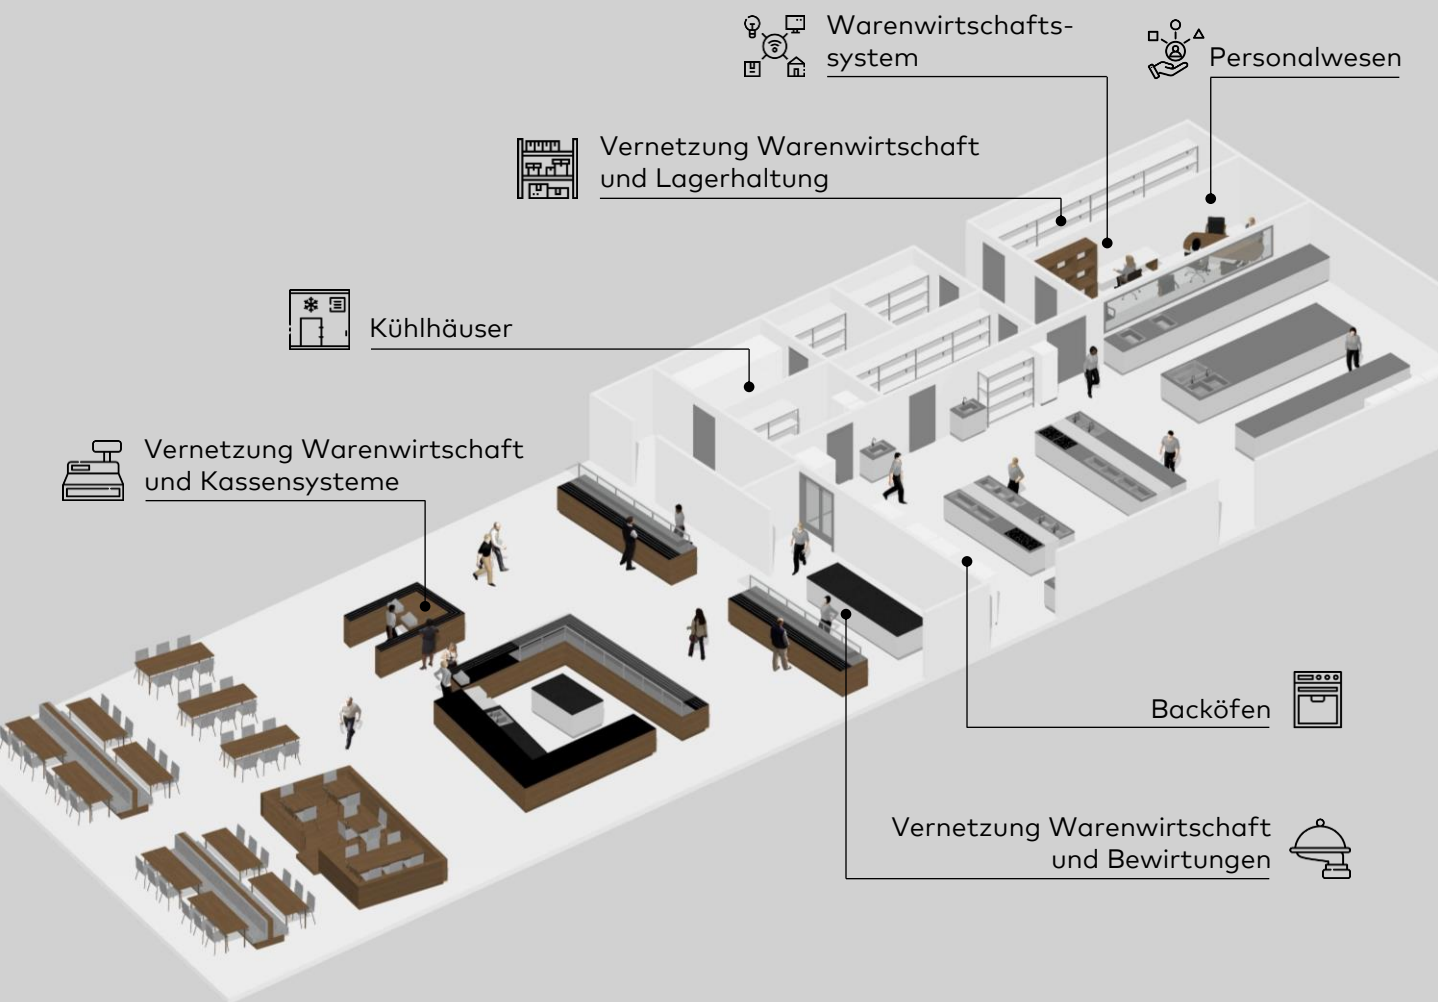 Warenwirtschafts-
system
Personalwesen
Vernetzung Warenwirtschaft
und Lagerhaltung
Kühlhäuser
Vernetzung Warenwirtschaft
und Kassensysteme
Backöfen
Vernetzung Warenwirtschaft
und Bewirtungen